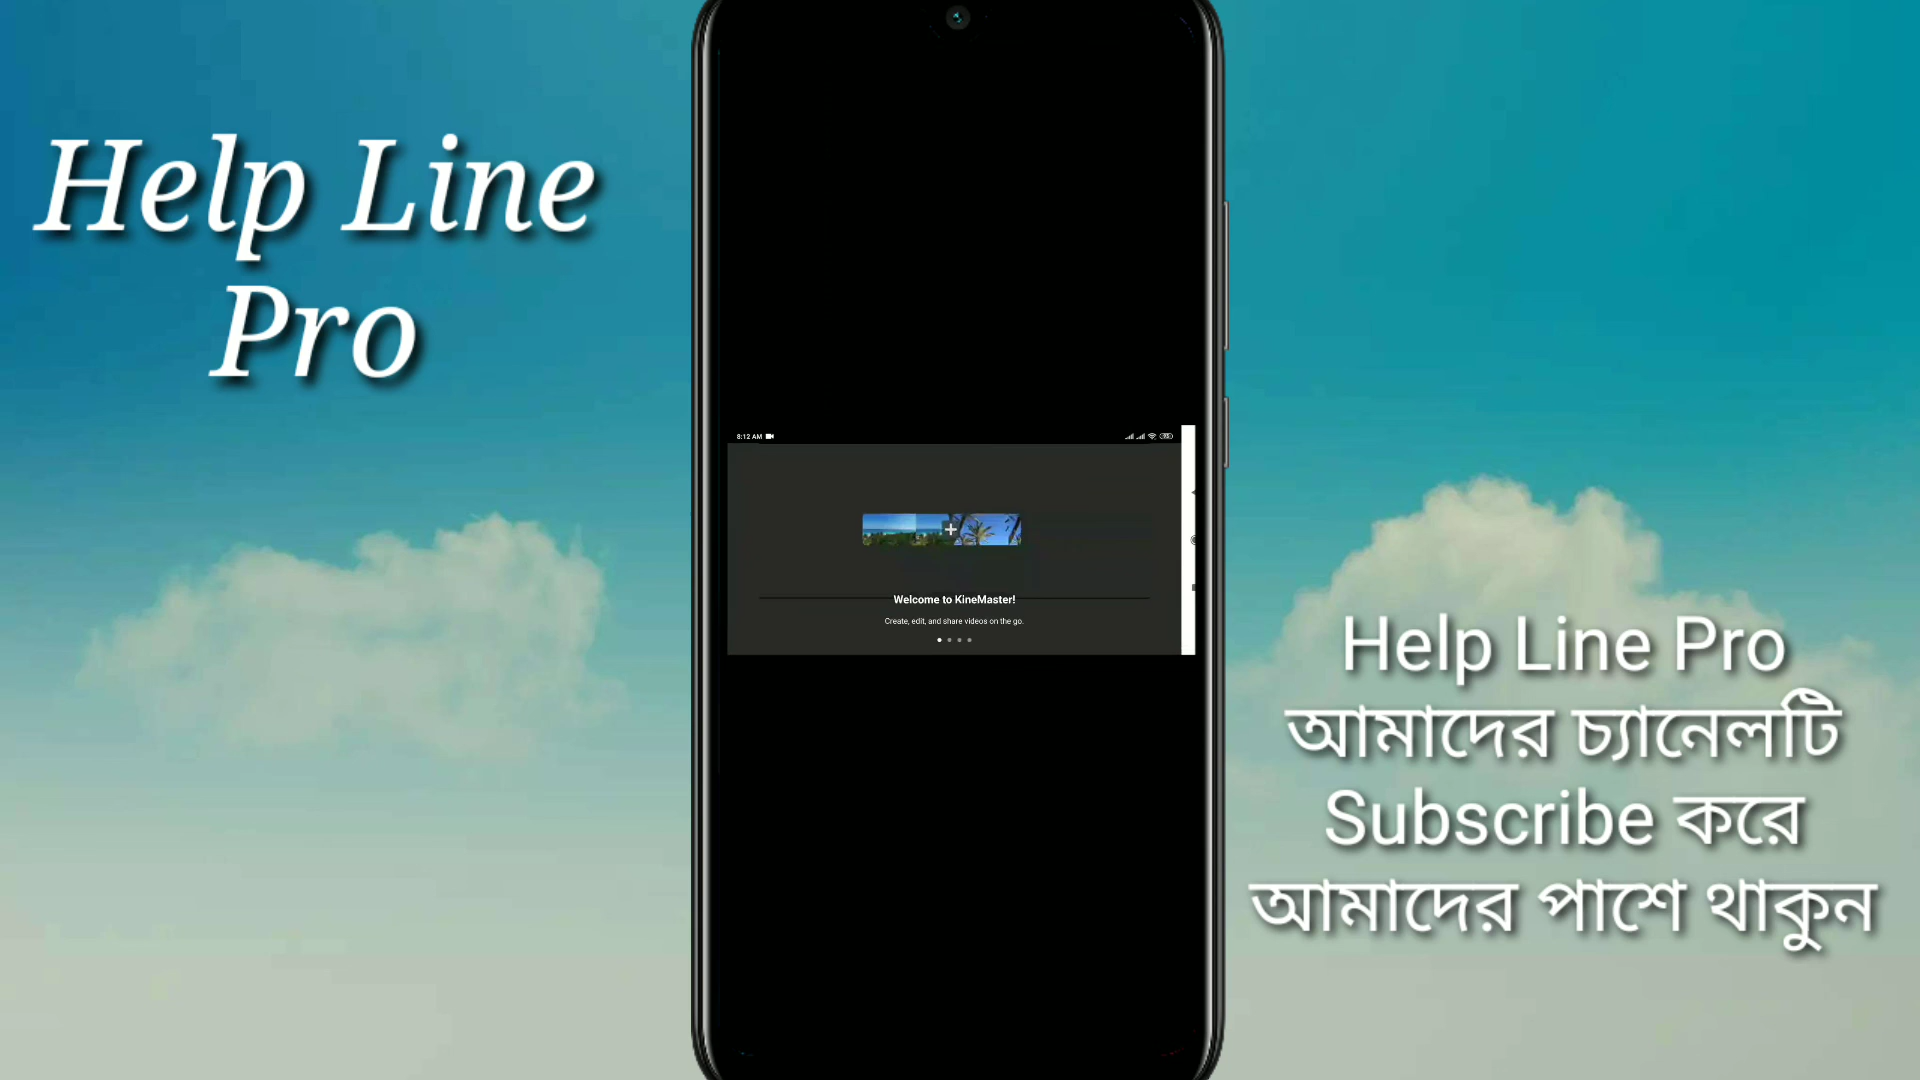 Help Line
Pro
8:12 AM
Welcome to KineMaster!
Create, edit, and share videos on the go.
Help Line Pro
আমাদের চ্যানেলটি
Subscribe করে
আমাদের পাশে থাকুন